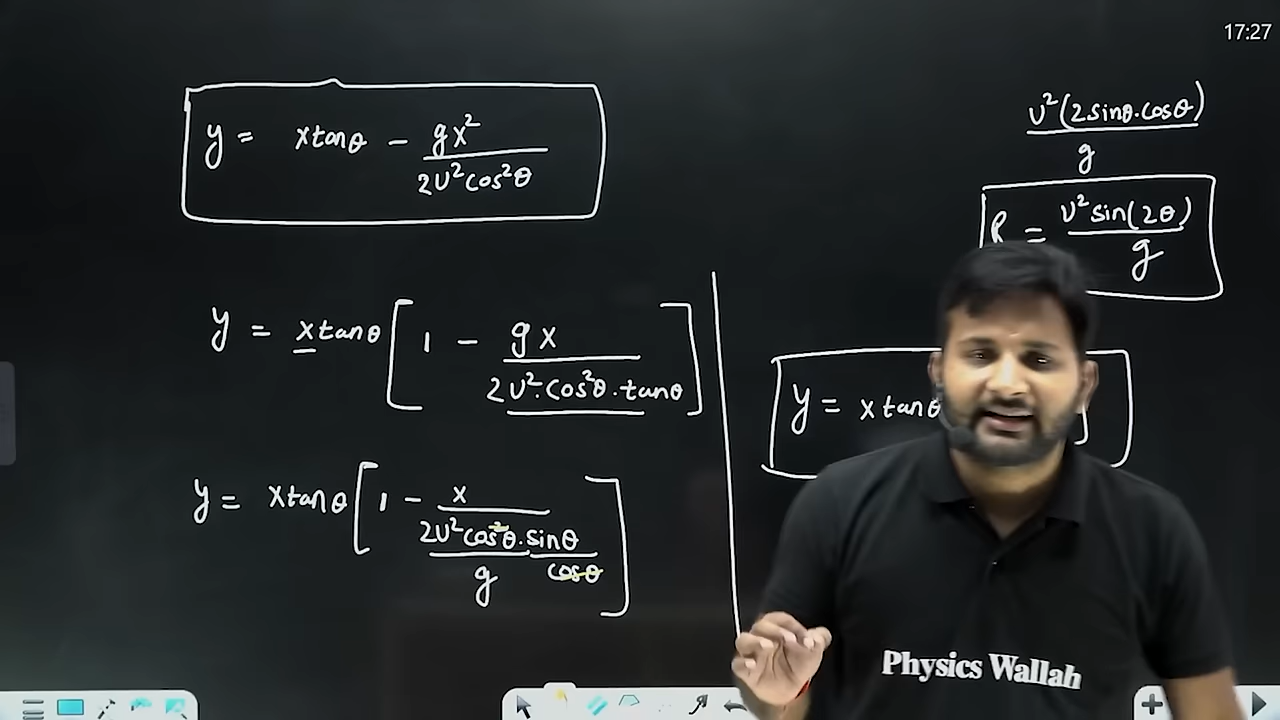 17:27
y = x tanθ - gx² / 2U²cos²θ
y = x tanθ [ 1 - gx / 2U².cos²θ.tanθ ]
y = x tanθ [ 1 - x / 2U²cos²θ.sinθ / g cosθ ]
U²(2sinθ.cosθ) / g
R = U² sin(2θ) / g
y = x tanθ
Physics Wallah